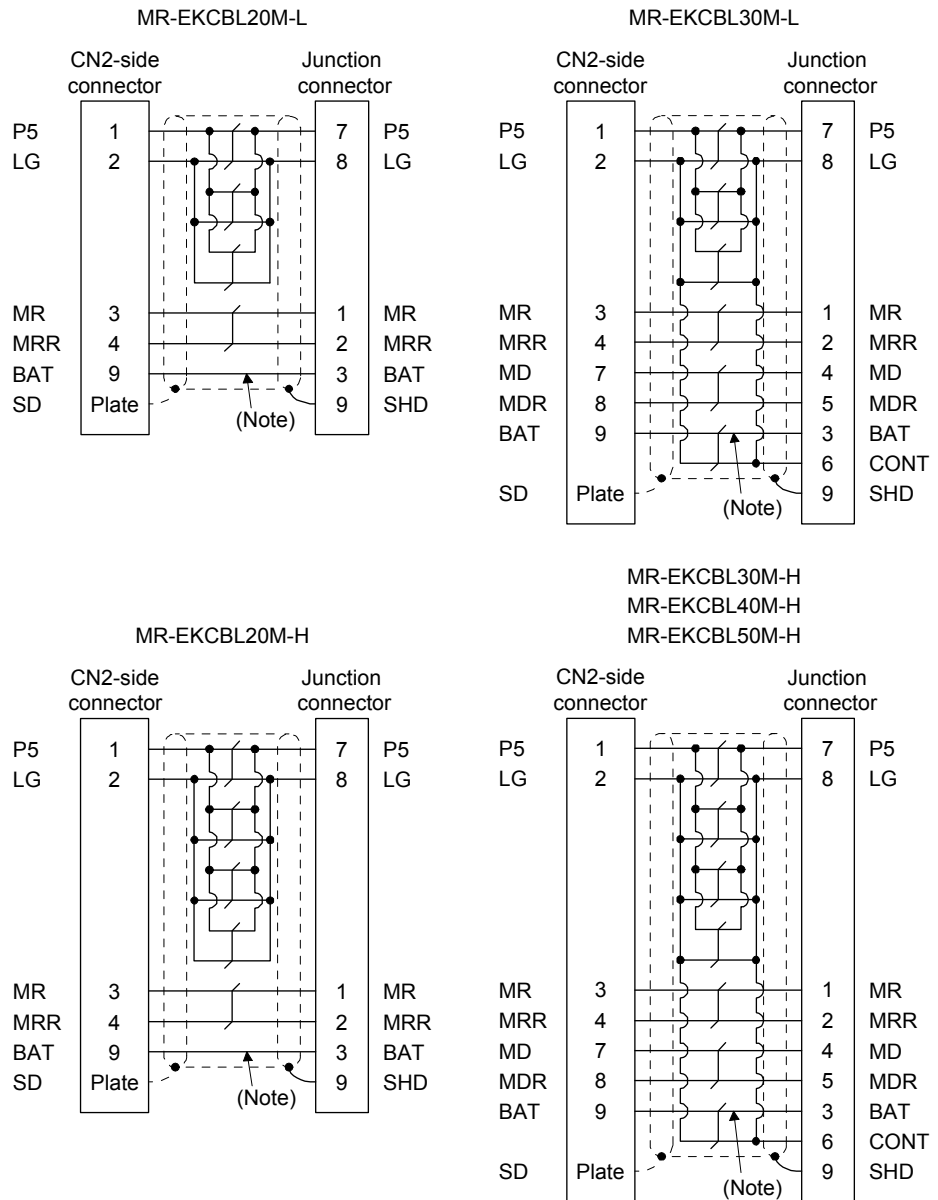 MR-EKCBL20M-L
CN2-side connector
Junction connector
P5 1 7 P5
LG 2 8 LG
MR 3 1 MR
MRR 4 2 MRR
BAT 9 3 BAT
SD Plate 9 SHD
(Note)
MR-EKCBL30M-L
CN2-side connector
Junction connector
P5 1 7 P5
LG 2 8 LG
MR 3 1 MR
MRR 4 2 MRR
MD 7 4 MD
MDR 8 5 MDR
BAT 9 3 BAT
6 CONT
SD Plate 9 SHD
(Note)
MR-EKCBL20M-H
CN2-side connector
Junction connector
P5 1 7 P5
LG 2 8 LG
MR 3 1 MR
MRR 4 2 MRR
BAT 9 3 BAT
SD Plate 9 SHD
(Note)
MR-EKCBL30M-H
MR-EKCBL40M-H
MR-EKCBL50M-H
CN2-side connector
Junction connector
P5 1 7 P5
LG 2 8 LG
MR 3 1 MR
MRR 4 2 MRR
MD 7 4 MD
MDR 8 5 MDR
BAT 9 3 BAT
6 CONT
SD Plate 9 SHD
(Note)